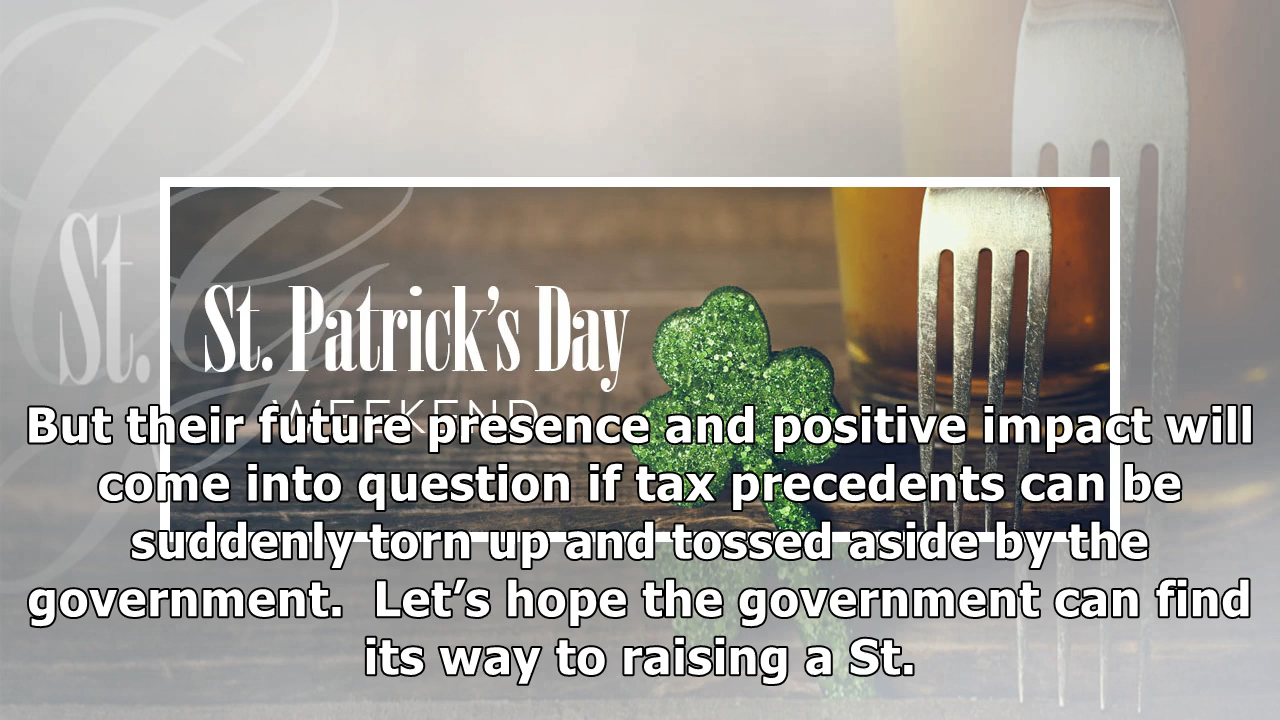 St.
St. Patrick’s Day
WEEKEND
But their future presence and positive impact will
come into question if tax precedents can be
suddenly torn up and tossed aside by the
government.  Let’s hope the government can find
its way to raising a St.